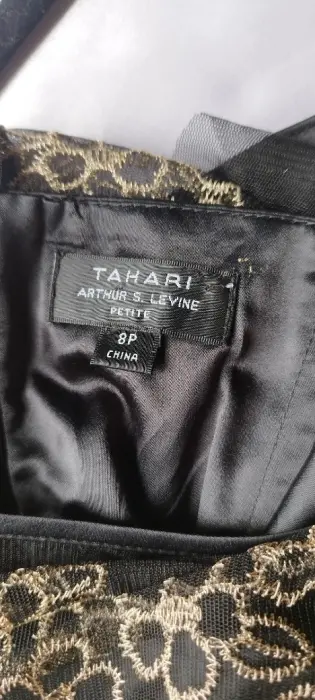 TAHARI
ARTHUR S. LEVINE
PETITE
8P
CHINA